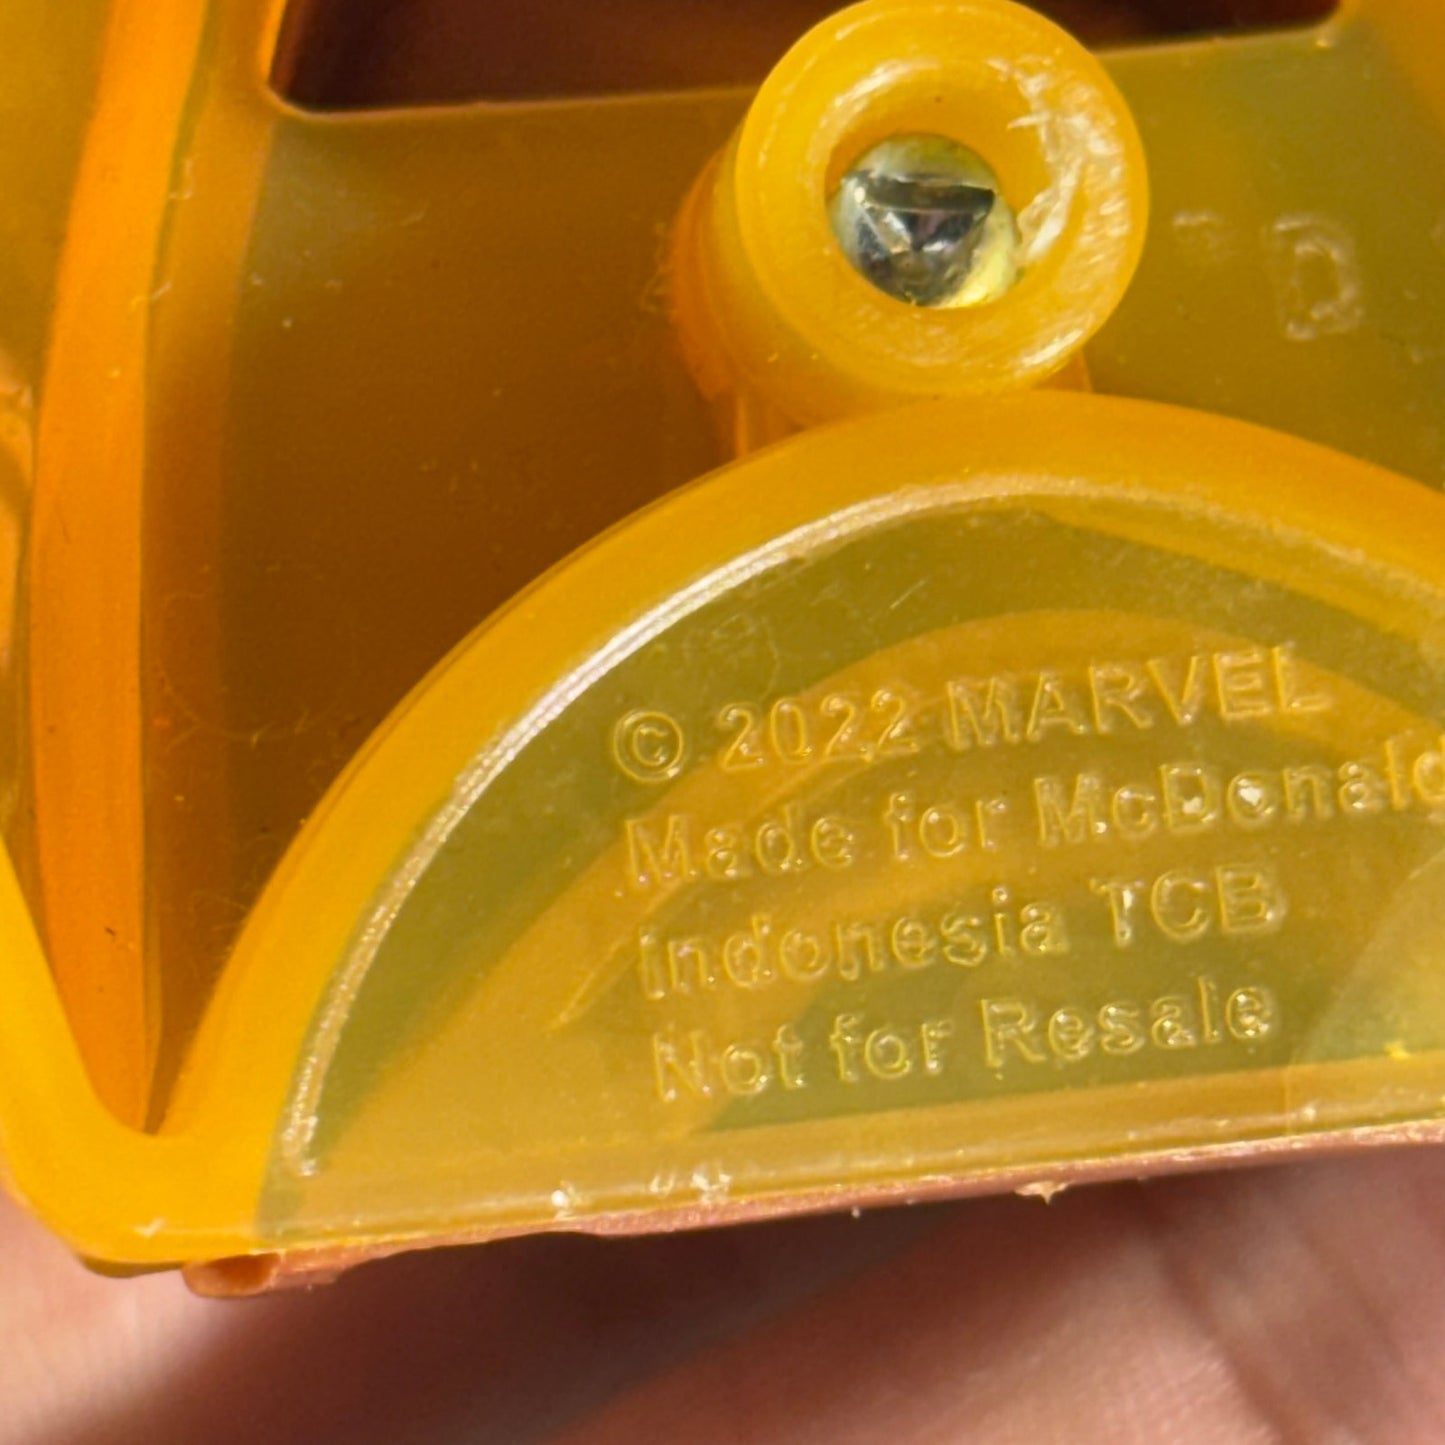 D
© 2022 MARVEL
Made for McDonald
Indonesia TCB
Not for Resale